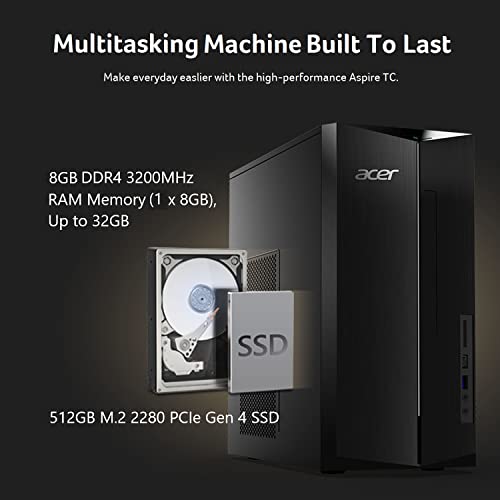 Multitasking Machine Built To Last
Make everyday easier with the high-performance Aspire TC.
8GB DDR4 3200MHz
RAM Memory (1 x 8GB),
Up to 32GB
acer
SSD
512GB M.2 2280 PCIe Gen 4 SSD